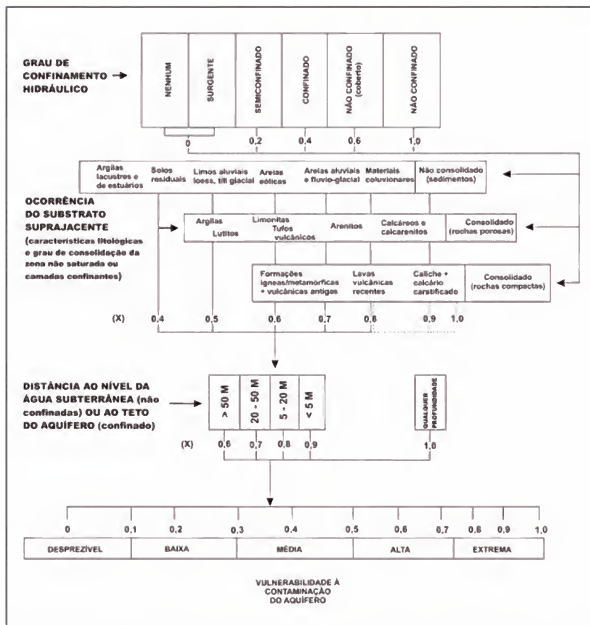 GRAU DE
CONFINAMENTO
HIDRÁULICO
NENHUM
SURGENTE
SEMICONFINADO
CONFINADO
NÃO CONFINADO
(coberto)
NÃO CONFINADO
0
0,2
0,4
0,6
1,0
Argilas
lacustres e
de estuários
Solos
residuais
Limos aluviais
loess, till glacial
Areias
eólicas
Areias aluviais
e fluvio-glacial
Materiais
coluvionares
Não consolidado
(sedimentos)
OCORRÊNCIA
DO SUBSTRATO
SUPRAJACENTE
(características litológicas
e grau de consolidação da
zona não saturada ou
camadas confinantes)
Argilas
Lutitos
Limonitas
Tufos
vulcânicos
Arenitos
Calcáreos e
calcarenitos
Consolidado
(rochas porosas)
Formações
ígneas/metamórficas
+ vulcânicas antigas
Lavas
vulcânicas
recentes
Caliche +
calcário
carstificado
Consolidado
(rochas compactas)
(X)
0,4
0,5
0,6
0,7
0,8
0,9
1,0
DISTÂNCIA AO NÍVEL DA
ÁGUA SUBTERRÂNEA (não
confinadas) OU AO TETO
DO AQUÍFERO (confinado)
> 50 M
20 - 50 M
5 - 20 M
< 5 M
QUALQUER
PROFUNDIDADE
(X)
0,6
0,7
0,8
0,9
1,0
0
0,1
0,2
0,3
0,4
0,5
0,6
0,7
0,8
0,9
1,0
DESPREZÍVEL
BAIXA
MÉDIA
ALTA
EXTREMA
VULNERABILIDADE À
CONTAMINAÇÃO
DO AQUÍFERO